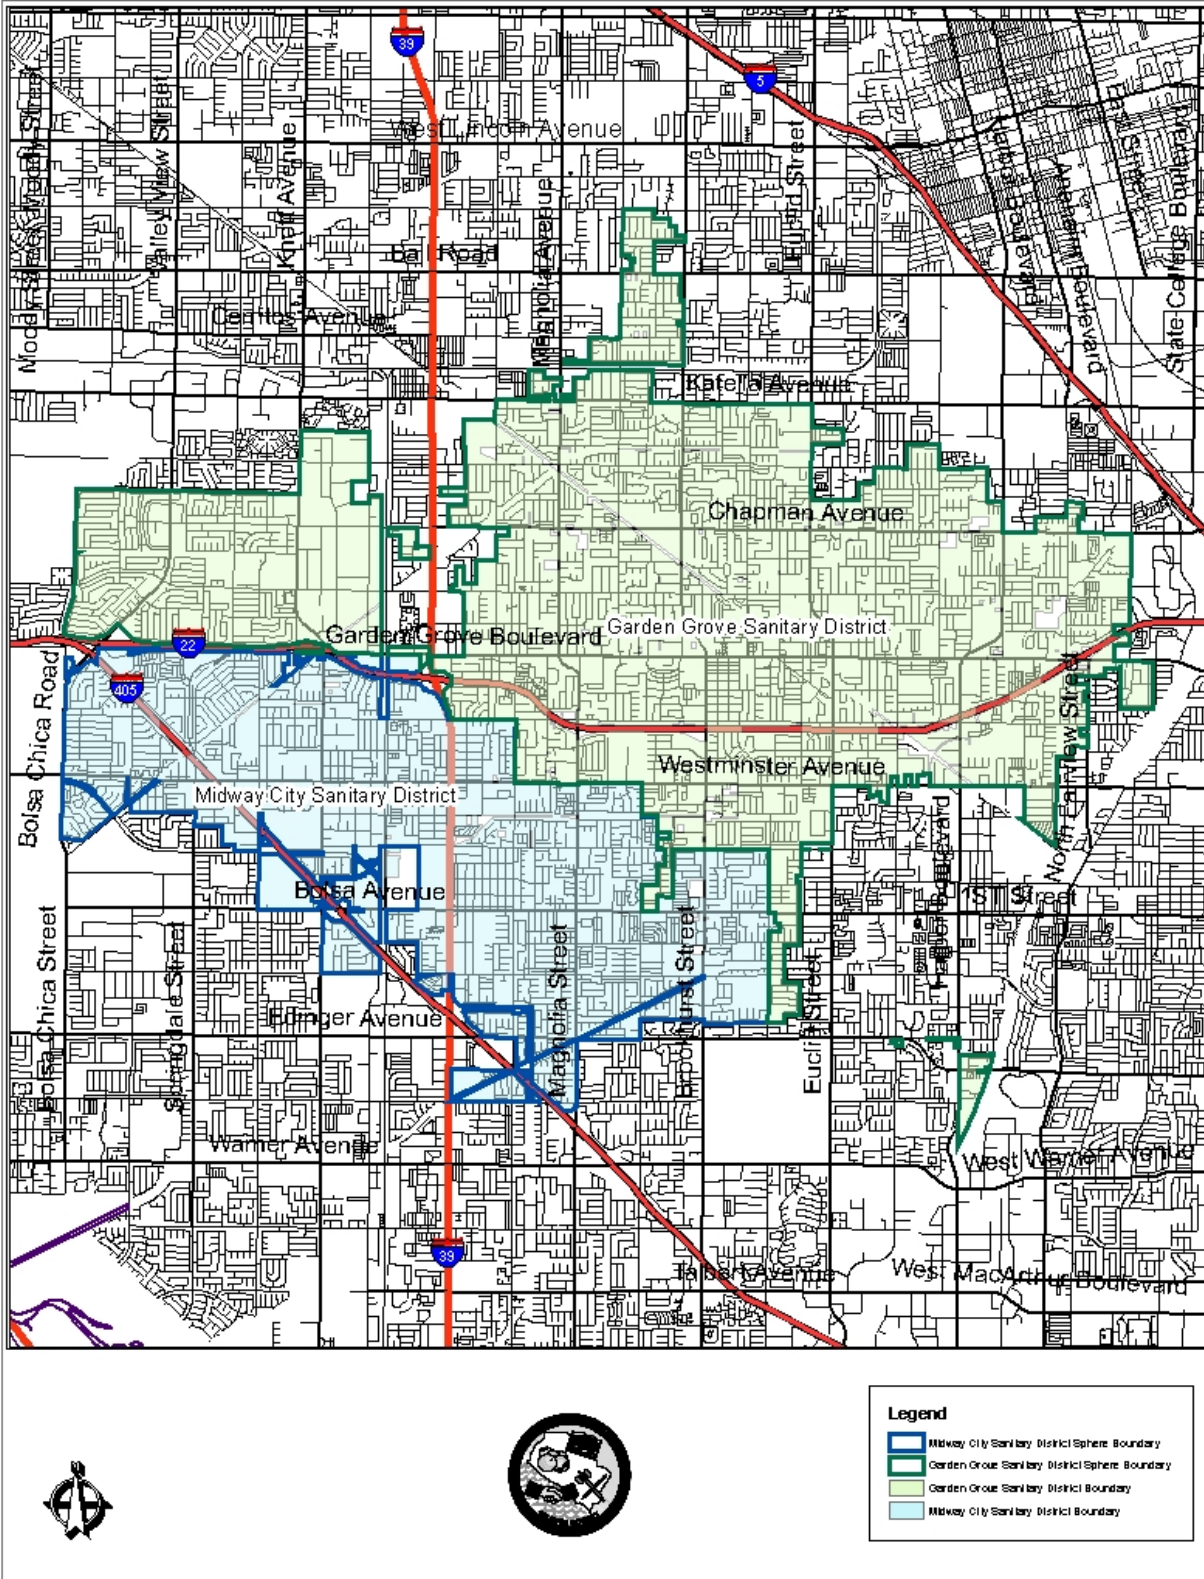 39
5
Moody Street
Valley View Street
Knott Avenue
West Lincoln Avenue
Magnolia Avenue
Euclid Street
Anaheim Boulevard
East Street
State College Boulevard
Ball Road
Cerritos Avenue
Katella Avenue
Chapman Avenue
Garden Grove Boulevard
Garden Grove Sanitary District
22
405
Bolsa Chica Road
North Fairview Street
Westminster Avenue
Midway City Sanitary District
Harbor Boulevard
Bolsa Avenue
1ST Street
Bolsa Chica Street
Springdale Street
Magnolia Street
Brookhurst Street
Euclid Street
Edinger Avenue
Warner Avenue
West Warner Avenue
39
Talbert Avenue
West MacArthur Boulevard
Legend
Midway City Sanitary District Sphere Boundary
Garden Grove Sanitary District Sphere Boundary
Garden Grove Sanitary District Boundary
Midway City Sanitary District Boundary